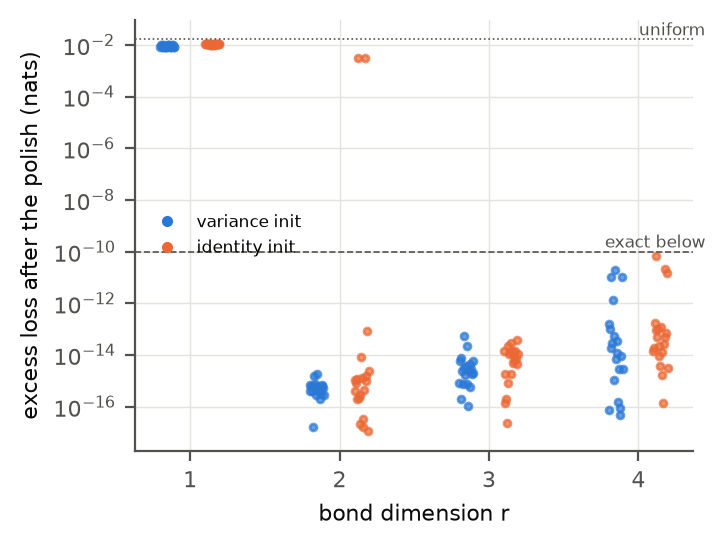 uniform
10⁻²
10⁻⁴
10⁻⁶
10⁻⁸
10⁻¹⁰
10⁻¹²
10⁻¹⁴
10⁻¹⁶
excess loss after the polish (nats)
variance init
identity init
exact below
1 2 3 4
bond dimension r